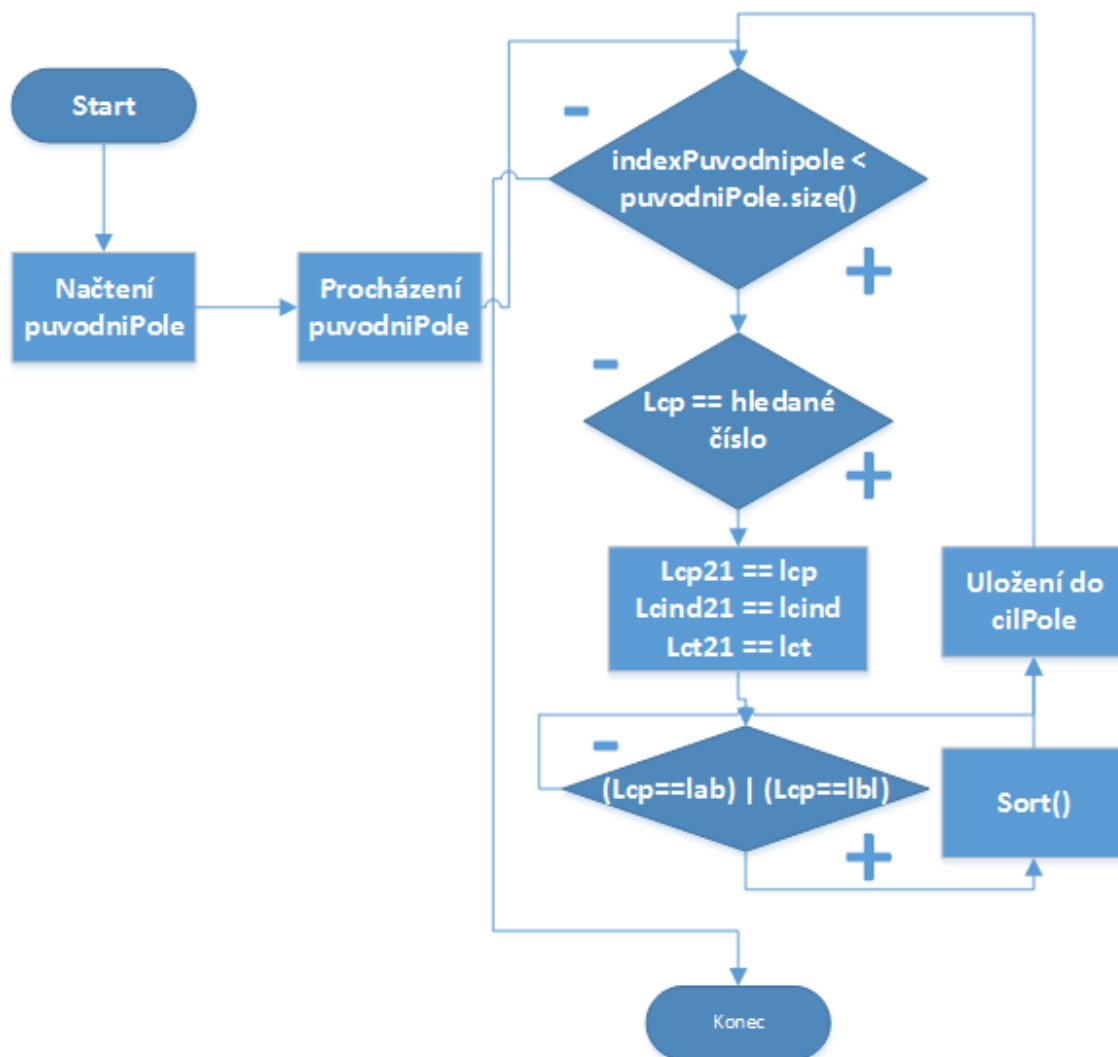 Start
Načtení
puvodniPole
Procházení
puvodniPole
-
indexPuvodnipole <
puvodniPole.size()
+
-
Lcp == hledané
číslo
+
Lcp21 == lcp
Lcind21 == lcind
Lct21 == lct
Uložení do
cilPole
-
(Lcp==lab) | (Lcp==lbl)
+
Sort()
Konec